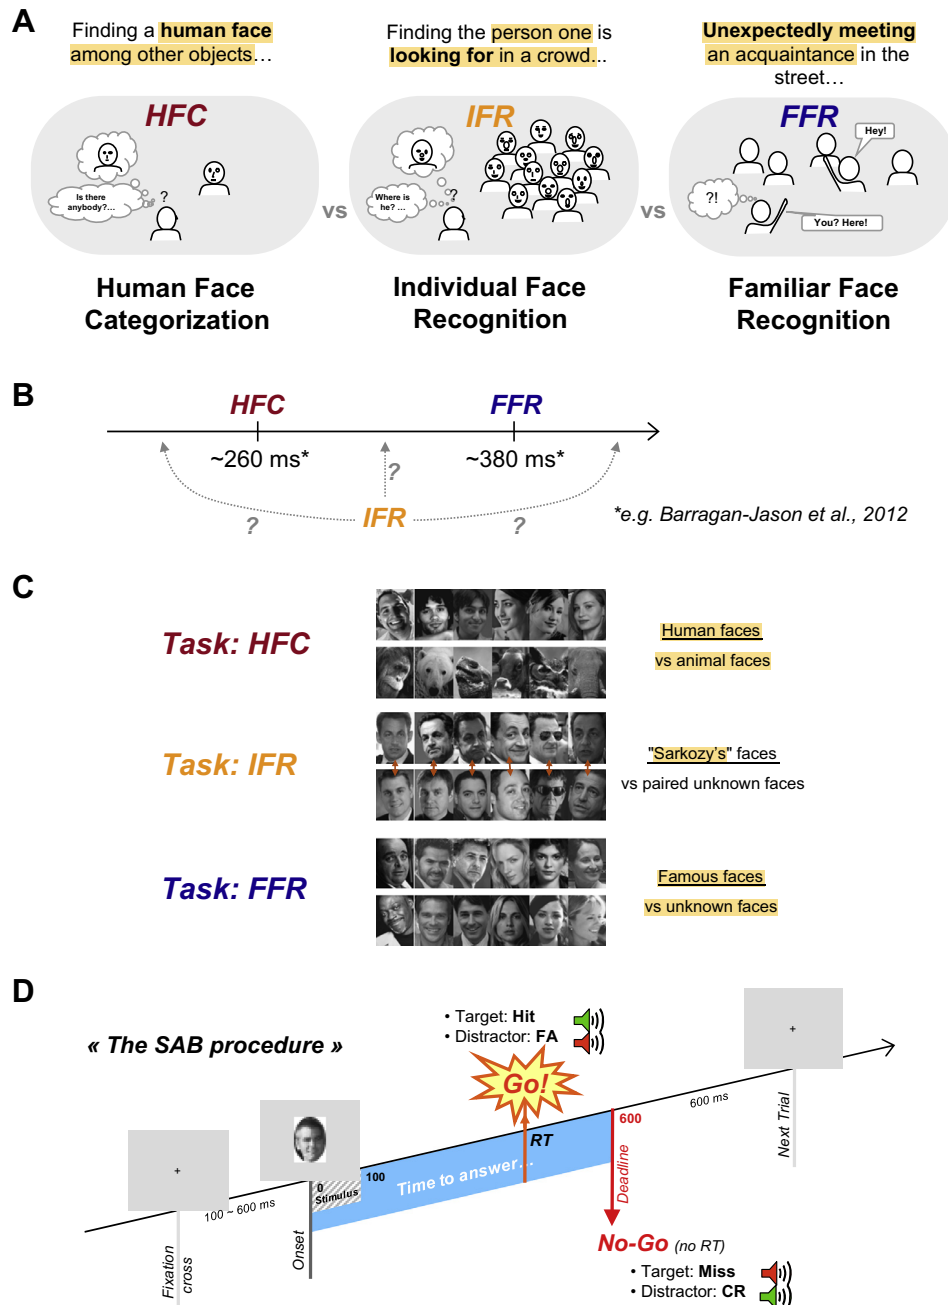 A
Finding a human face
among other objects…
Finding the person one is
looking for in a crowd...
Unexpectedly meeting
an acquaintance in the
street…
HFC
IFR
FFR
Is there
anybody?...
?
vs
Where is
he? ...
?
vs
Hey!
?!
You? Here!
Human Face
Categorization
Individual Face
Recognition
Familiar Face
Recognition
B
HFC
FFR
~260 ms*
~380 ms*
?
IFR
?
?
*e.g. Barragan-Jason et al., 2012
C
Task: HFC
Human faces
vs animal faces
Task: IFR
"Sarkozy's" faces
vs paired unknown faces
Task: FFR
Famous faces
vs unknown faces
D
« The SAB procedure »
• Target: Hit
• Distractor: FA
Go!
+
600 ms
600
RT
Next Trial
+
100
0
Stimulus
Time to answer…
Deadline
100 ~ 600 ms
Onset
Fixation
cross
No-Go (no RT)
• Target: Miss
• Distractor: CR